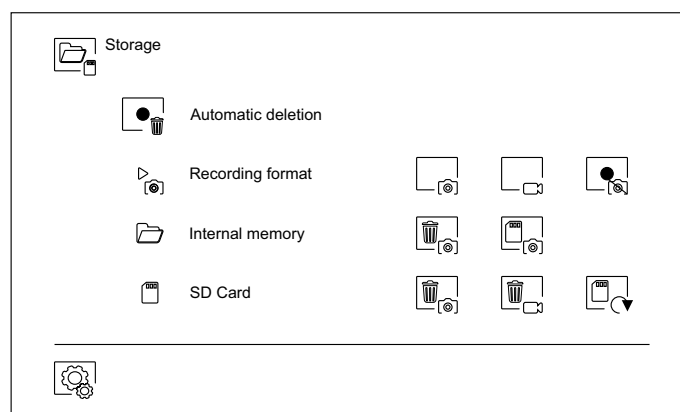 Storage
Automatic deletion
Recording format
Internal memory
SD Card